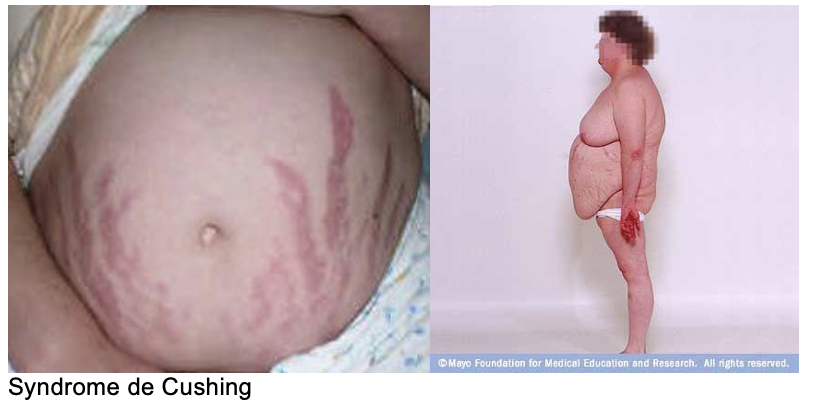 ©Mayo Foundation for Medical Education and Research. All rights reserved.
Syndrome de Cushing